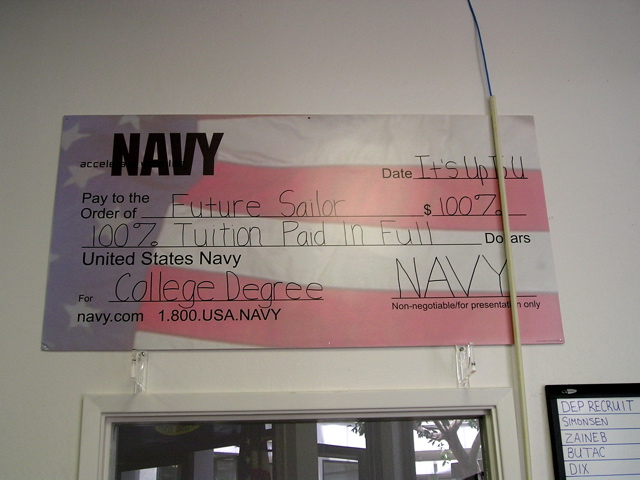 NAVY
Date It's Up To U
Pay to the
Order of Future Sailor $ 100%
100% Tuition Paid In Full Dollars
United States Navy
For College Degree NAVY
Non-negotiable/for presentation only
navy.com 1.800.USA.NAVY
DEP RECRUIT
SIMONSEN
ZAINEB
BUTAC
DIX